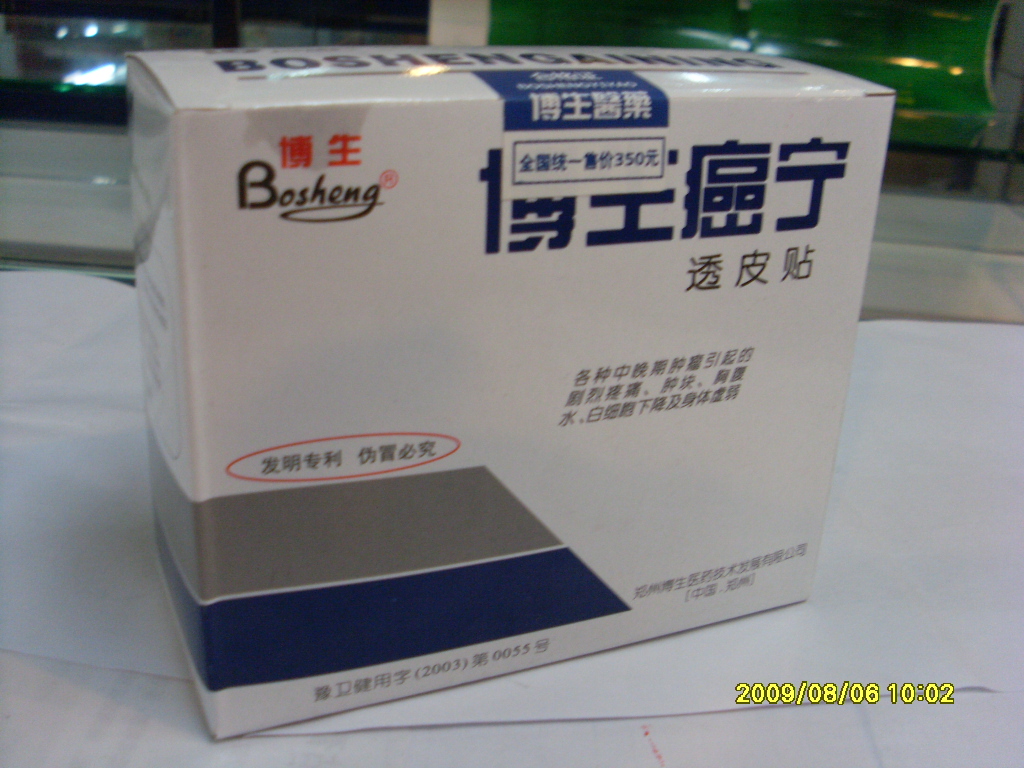 BOSHENGAINING
BOSHENGYIYAO
博生醫藥
博生
Bosheng®
全国统一售价350元
博生癌宁
透皮贴
各种中晚期肿瘤引起的
剧烈疼痛、肿块、胸腹
水、白细胞下降及身体虚弱
发明专利 伪冒必究
郑州博生医药技术发展有限公司
[中国.郑州]
豫卫健用字(2003)第0055号
2009/08/06 10:02